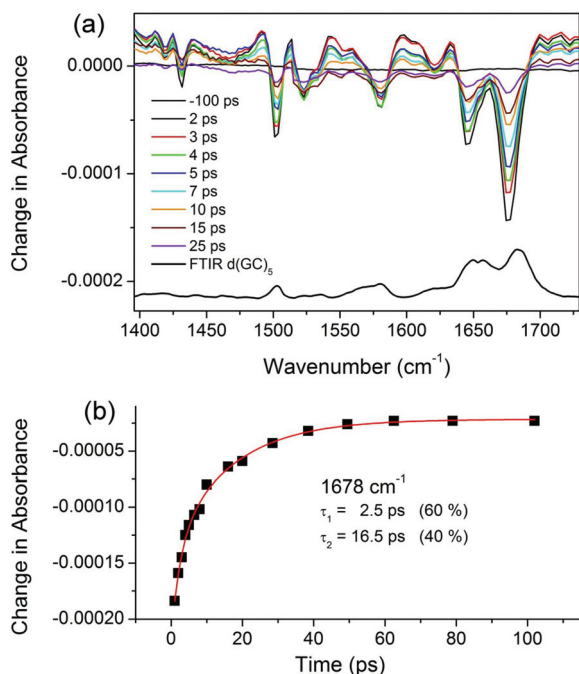 (a)
Change in Absorbance
0.0000
-0.0001
-0.0002
-100 ps
2 ps
3 ps
4 ps
5 ps
7 ps
10 ps
15 ps
25 ps
FTIR d(GC)₅
1400 1450 1500 1550 1600 1650 1700
Wavenumber (cm⁻¹)
(b)
Change in Absorbance
-0.00005
-0.00010
-0.00015
-0.00020
1678 cm⁻¹
τ₁ = 2.5 ps (60 %)
τ₂ = 16.5 ps (40 %)
0 20 40 60 80 100
Time (ps)